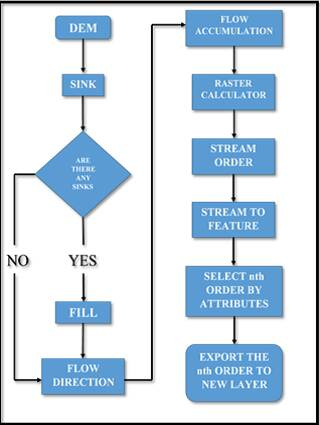 DEM
SINK
ARE
THERE
ANY
SINKS
NO
YES
FILL
FLOW
DIRECTION
FLOW
ACCUMULATION
RASTER
CALCULATOR
STREAM
ORDER
STREAM TO
FEATURE
SELECT nth
ORDER BY
ATTRIBUTES
EXPORT THE
nth ORDER TO
NEW LAYER